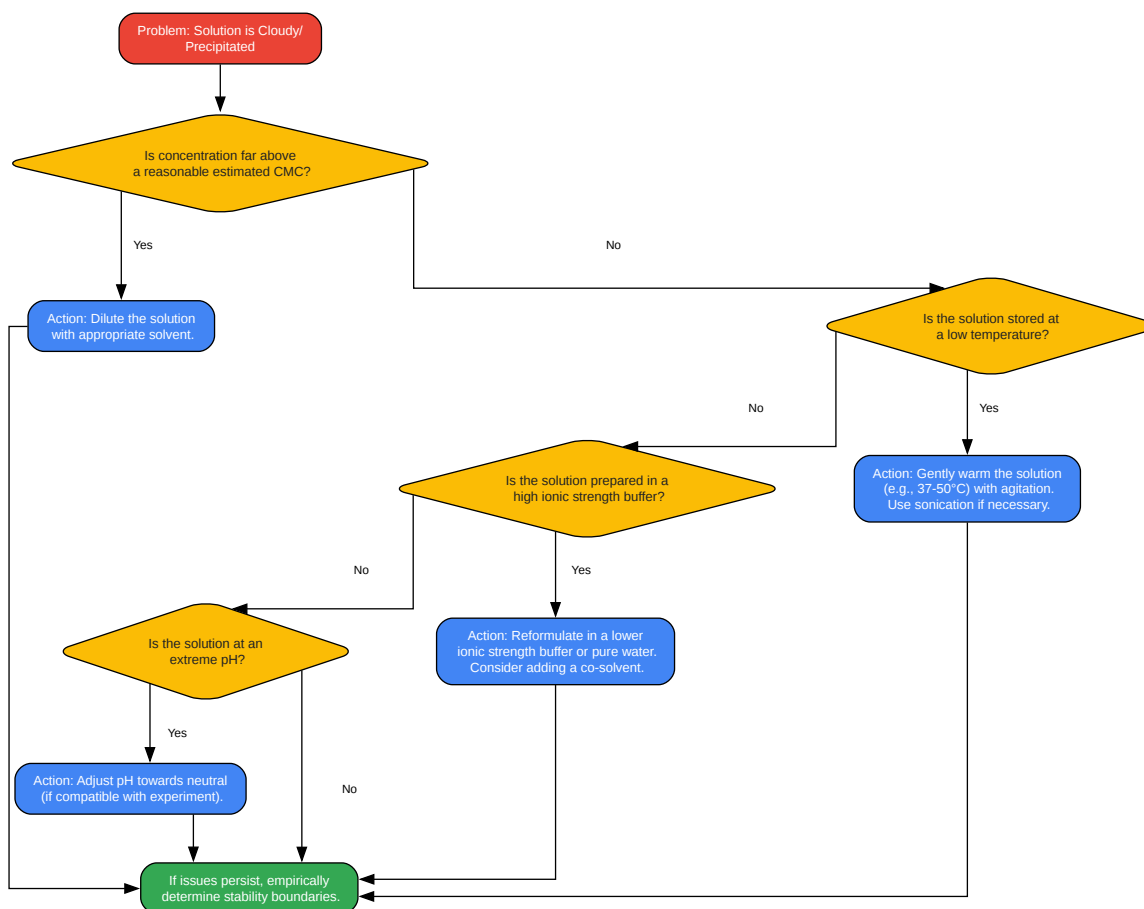 Problem: Solution is Cloudy/
Precipitated
Is concentration far above
a reasonable estimated CMC?
Yes
No
Action: Dilute the solution
with appropriate solvent.
Is the solution stored at
a low temperature?
No
Yes
Is the solution prepared in a
high ionic strength buffer?
Action: Gently warm the solution
(e.g., 37-50°C) with agitation.
Use sonication if necessary.
No
Yes
Is the solution at an
extreme pH?
Action: Reformulate in a lower
ionic strength buffer or pure water.
Consider adding a co-solvent.
Yes
Action: Adjust pH towards neutral
(if compatible with experiment).
No
If issues persist, empirically
determine stability boundaries.